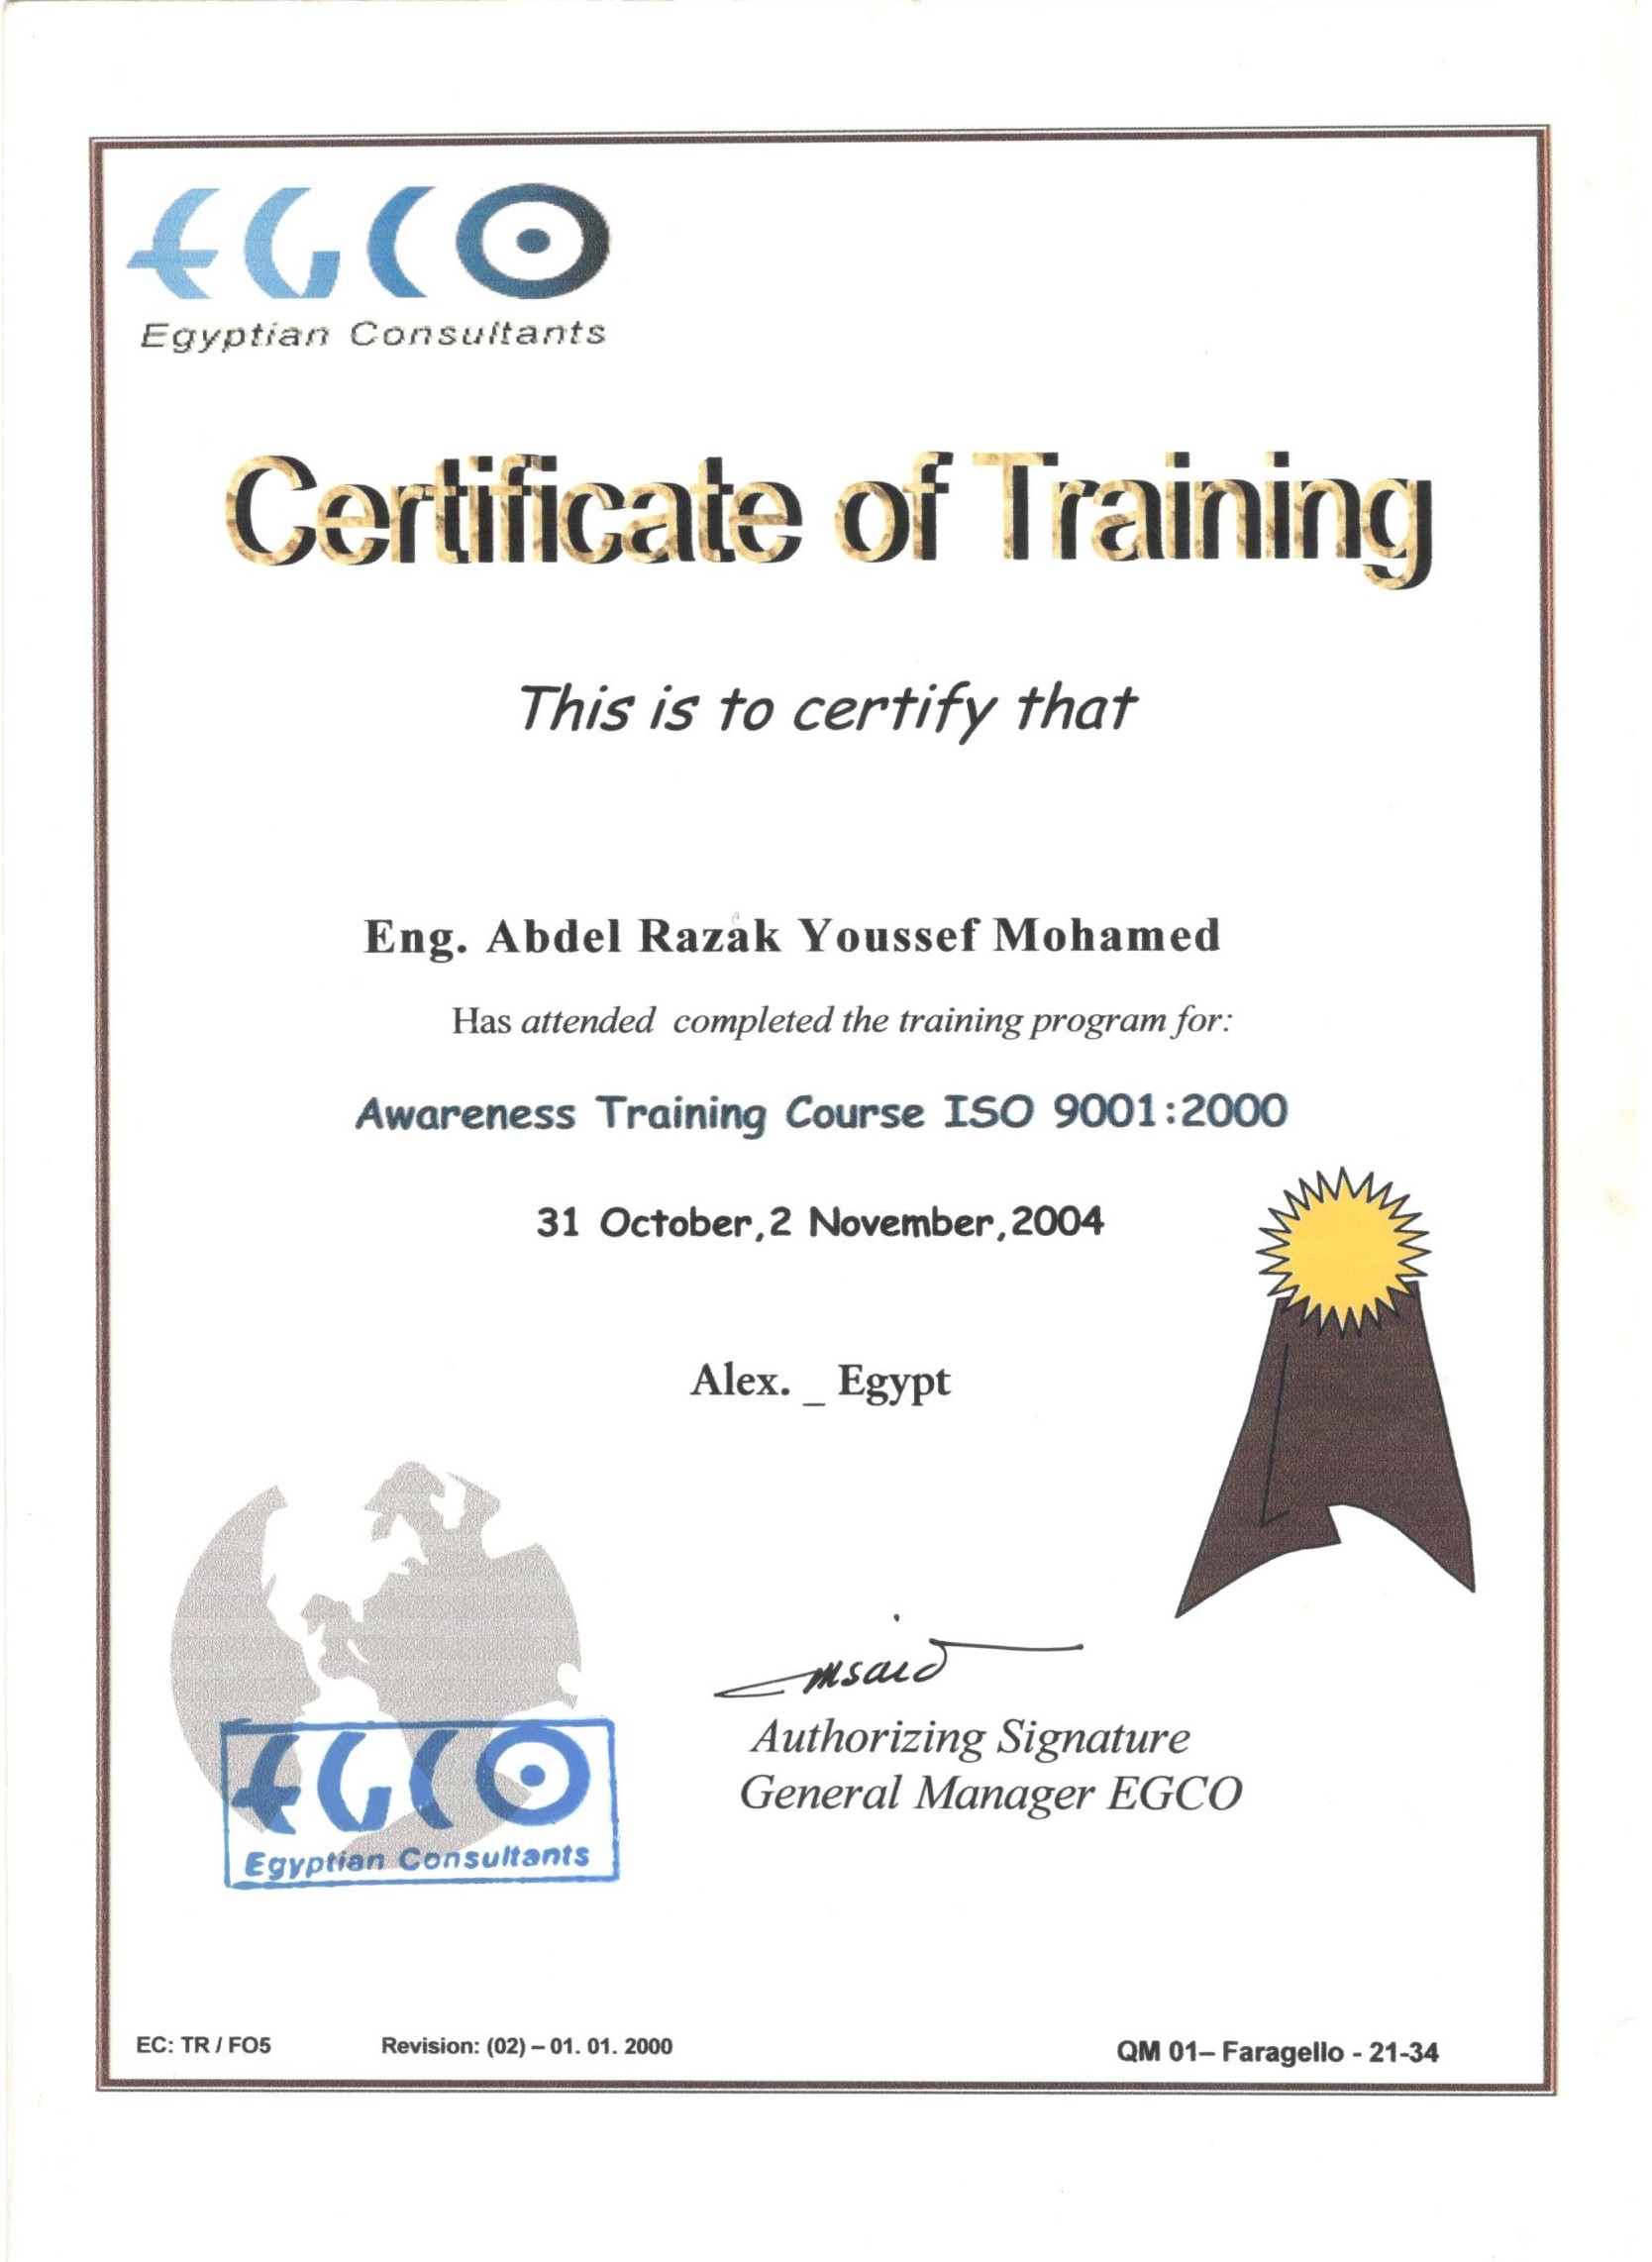 EGCO
Egyptian Consultants
Certificate of Training
This is to certify that
Eng. Abdel Razak Youssef Mohamed
Has attended completed the training program for:
Awareness Training Course ISO 9001:2000
31 October,2 November,2004
Alex. _ Egypt
msaid
Authorizing Signature
General Manager EGCO
EGCO
Egyptian Consultants
EC: TR / FO5 Revision: (02) – 01. 01. 2000 QM 01– Faragello - 21-34